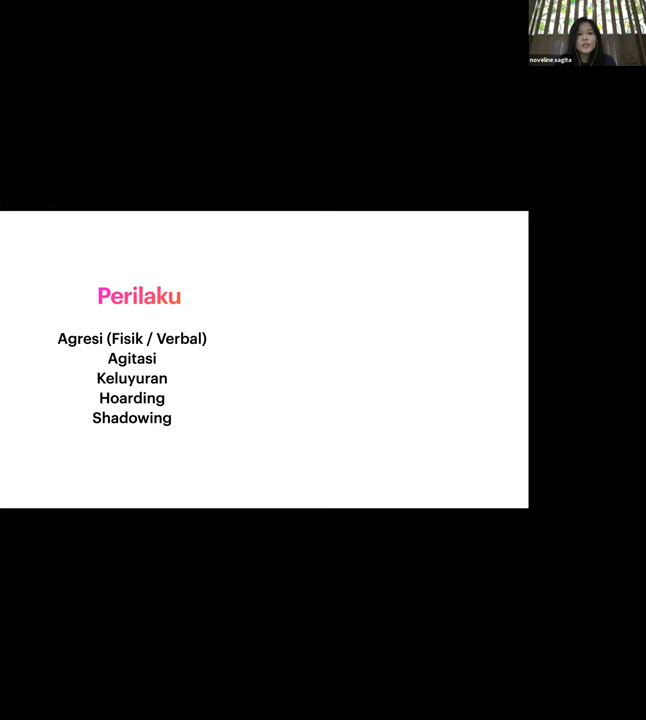 noveline sagita
Perilaku
Agresi (Fisik / Verbal)
Agitasi
Keluyuran
Hoarding
Shadowing